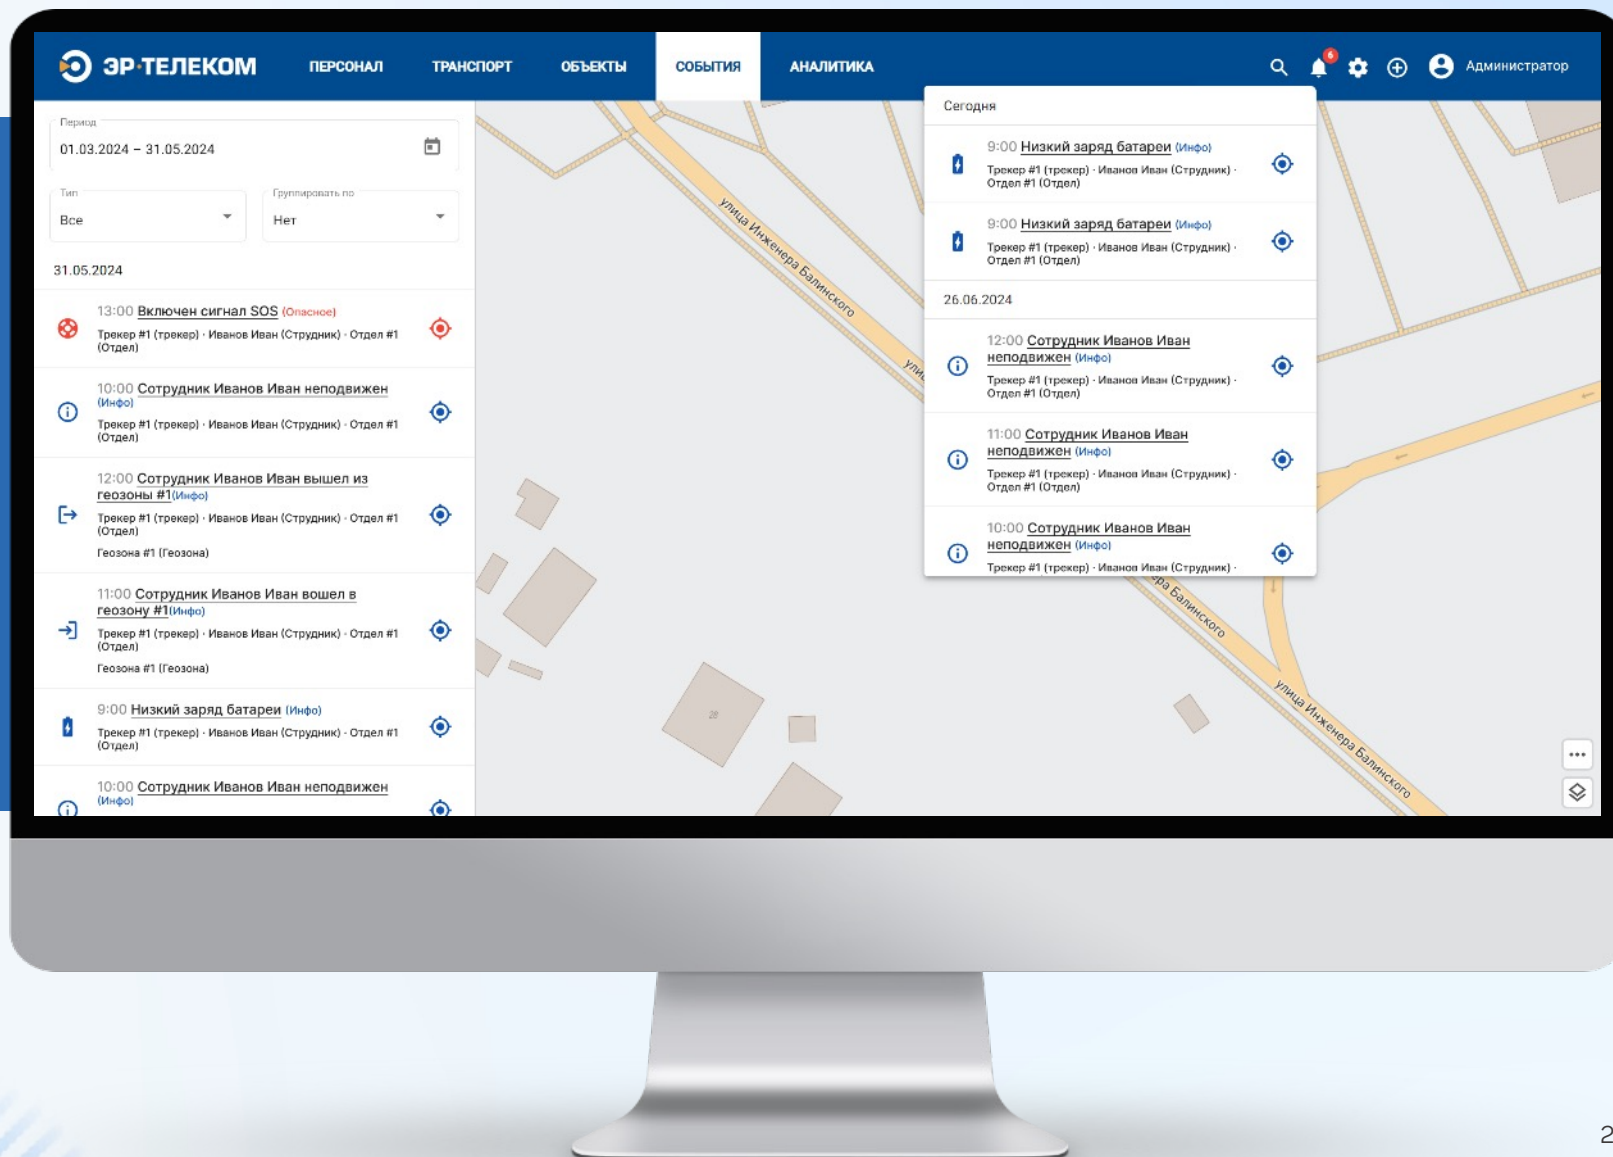 ЭР·ТЕЛЕКОМ
ПЕРСОНАЛ
ТРАНСПОРТ
ОБЪЕКТЫ
СОБЫТИЯ
АНАЛИТИКА
6
Администратор
Период
01.03.2024 – 31.05.2024
Тип
Все
Группировать по
Нет
31.05.2024
13:00 Включен сигнал SOS (Опасное)
Трекер #1 (трекер) · Иванов Иван (Струдник) · Отдел #1
(Отдел)
10:00 Сотрудник Иванов Иван неподвижен
(Инфо)
Трекер #1 (трекер) · Иванов Иван (Струдник) · Отдел #1
(Отдел)
12:00 Сотрудник Иванов Иван вышел из
геозоны #1(Инфо)
Трекер #1 (трекер) · Иванов Иван (Струдник) · Отдел #1
(Отдел)
Геозона #1 (Геозона)
11:00 Сотрудник Иванов Иван вошел в
геозону #1(Инфо)
Трекер #1 (трекер) · Иванов Иван (Струдник) · Отдел #1
(Отдел)
Геозона #1 (Геозона)
9:00 Низкий заряд батареи (Инфо)
Трекер #1 (трекер) · Иванов Иван (Струдник) · Отдел #1
(Отдел)
10:00 Сотрудник Иванов Иван неподвижен
(Инфо)
Сегодня
9:00 Низкий заряд батареи (Инфо)
Трекер #1 (трекер) · Иванов Иван (Струдник) ·
Отдел #1 (Отдел)
9:00 Низкий заряд батареи (Инфо)
Трекер #1 (трекер) · Иванов Иван (Струдник) ·
Отдел #1 (Отдел)
26.06.2024
12:00 Сотрудник Иванов Иван
неподвижен (Инфо)
Трекер #1 (трекер) · Иванов Иван (Струдник) ·
Отдел #1 (Отдел)
11:00 Сотрудник Иванов Иван
неподвижен (Инфо)
Трекер #1 (трекер) · Иванов Иван (Струдник) ·
Отдел #1 (Отдел)
10:00 Сотрудник Иванов Иван
неподвижен (Инфо)
Трекер #1 (трекер) · Иванов Иван (Струдник) ·
улица Инженера Балинского
Балинского
улица Инженера Балинского
2